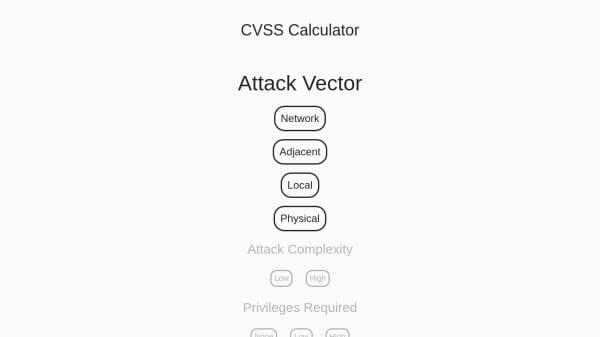 CVSS Calculator
Attack Vector
Network
Adjacent
Local
Physical
Attack Complexity
Low High
Privileges Required
None Low High